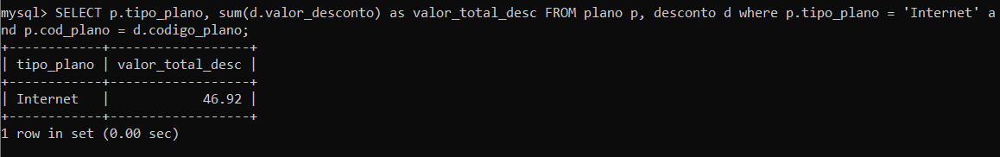 mysql> SELECT p.tipo_plano, sum(d.valor_desconto) as valor_total_desc FROM plano p, desconto d where p.tipo_plano = 'Internet' a
nd p.cod_plano = d.codigo_plano;
+------------+------------------+
| tipo_plano | valor_total_desc |
+------------+------------------+
| Internet   |            46.92 |
+------------+------------------+
1 row in set (0.00 sec)